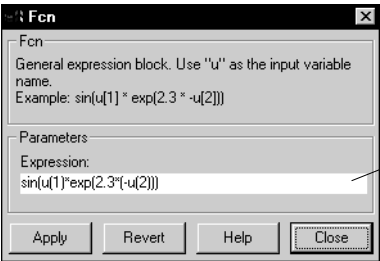 Fcn
Fcn
General expression block. Use "u" as the input variable
name.
Example: sin(u[1] * exp(2.3 * -u[2]))
Parameters
Expression:
sin(u(1)*exp(2.3*(-u(2)))
Apply Revert Help Close